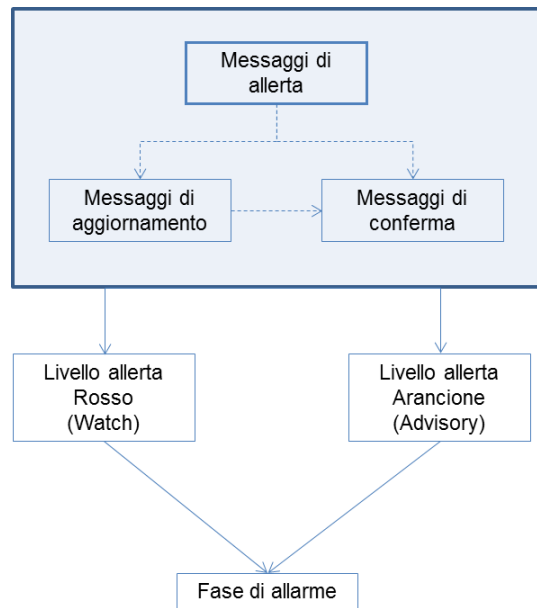 Messaggi di
allerta
Messaggi di
aggiornamento
Messaggi di
conferma
Livello allerta
Rosso
(Watch)
Livello allerta
Arancione
(Advisory)
Fase di allarme